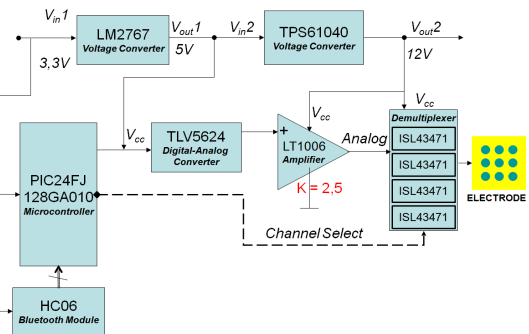 Vin1
LM2767
Voltage Converter
Vout1
5V
Vin2
TPS61040
Voltage Converter
Vout2
12V
3,3V
Vcc
Vcc
Vcc
PIC24FJ
128GA010
Microcontroller
TLV5624
Digital-Analog
Converter
+
LT1006
Amplifier
K = 2,5
Analog
Demultiplexer
ISL43471
ISL43471
ISL43471
ISL43471
ELECTRODE
Channel Select
HC06
Bluetooth Module